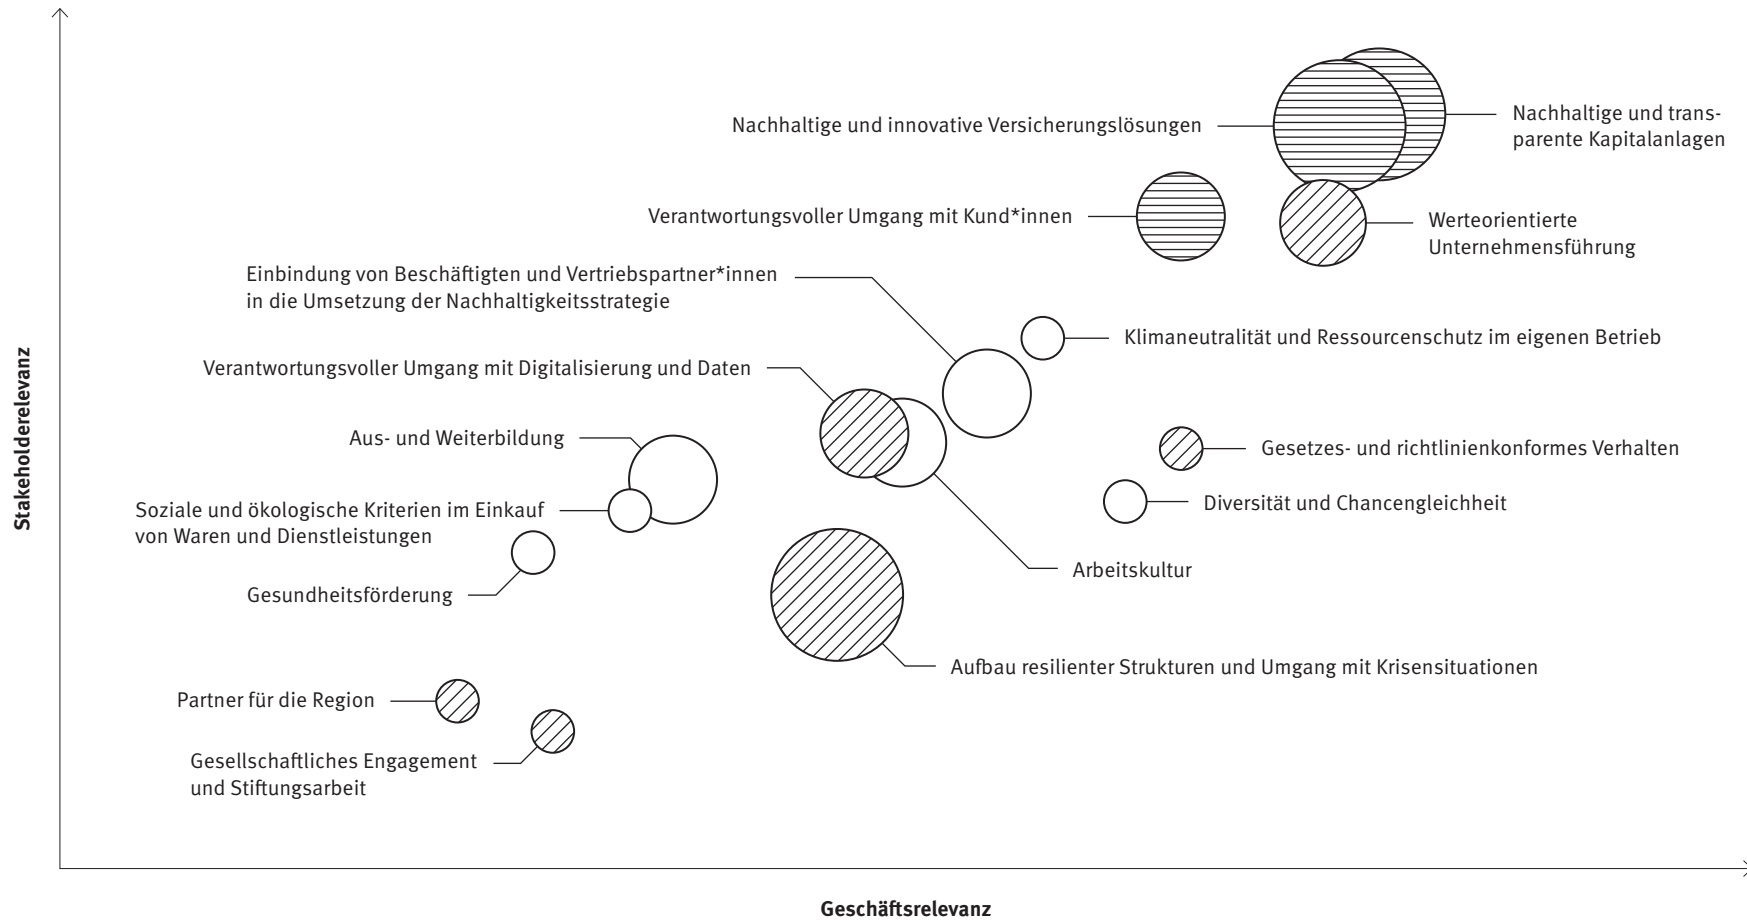 Nachhaltige und innovative Versicherungslösungen
Nachhaltige und trans-
parente Kapitalanlagen
Verantwortungsvoller Umgang mit Kund*innen
Werteorientierte
Unternehmensführung
Einbindung von Beschäftigten und Vertriebspartner*innen
in die Umsetzung der Nachhaltigkeitsstrategie
Klimaneutralität und Ressourcenschutz im eigenen Betrieb
Verantwortungsvoller Umgang mit Digitalisierung und Daten
Aus- und Weiterbildung
Gesetzes- und richtlinienkonformes Verhalten
Soziale und ökologische Kriterien im Einkauf
von Waren und Dienstleistungen
Diversität und Chancengleichheit
Arbeitskultur
Gesundheitsförderung
Aufbau resilienter Strukturen und Umgang mit Krisensituationen
Partner für die Region
Gesellschaftliches Engagement
und Stiftungsarbeit
Stakeholderelevanz
Geschäftsrelevanz